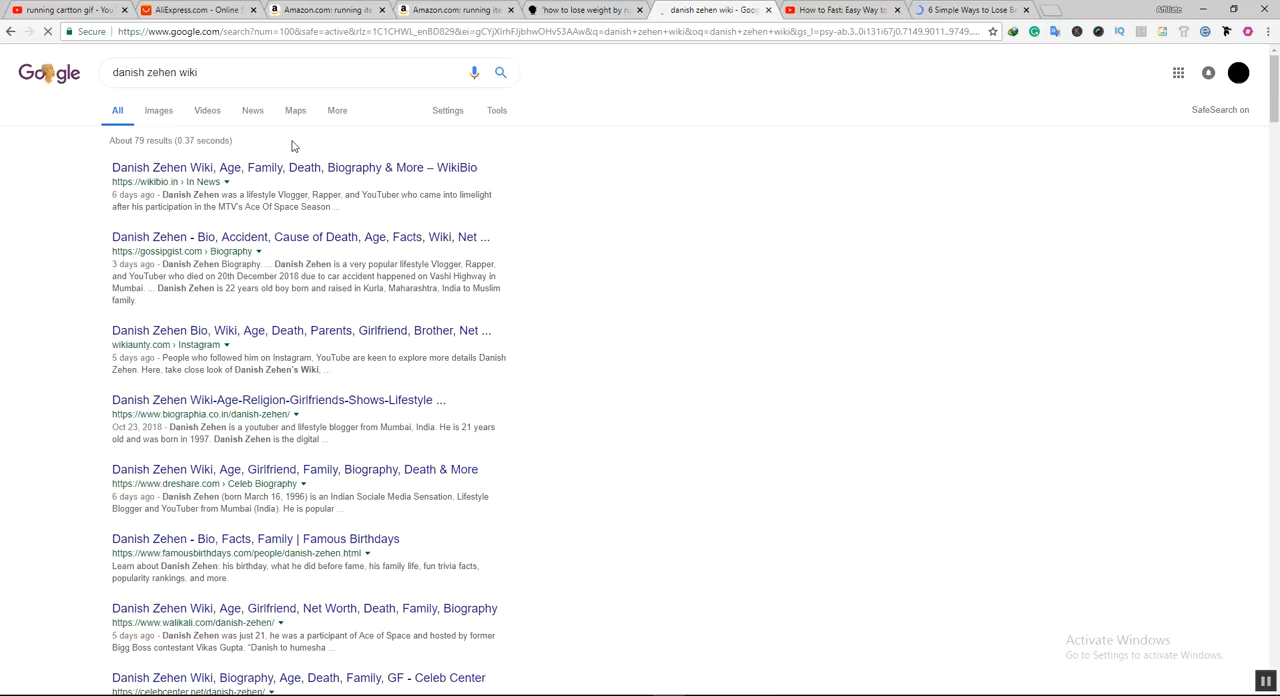 running cartton gif - You
AliExpress.com - Online S
Amazon.com: running ite
Amazon.com: running ite
"how to lose weight by ru
danish zehen wiki - Goog
How to Fast: Easy Way to
6 Simple Ways to Lose Be
Affiliate
Secure
https://www.google.com/search?num=100&safe=active&rlz=1C1CHWL_enBD829&ei=gCYjXIrhFJbhwOHv53AAw&q=danish+zehen+wiki&oq=danish+zehen+wiki&gs_l=psy-ab.3..0i131i67j0.7149.9011..9749.....
Google
danish zehen wiki
All Images Videos News Maps More Settings Tools
SafeSearch on
About 79 results (0.37 seconds)
Danish Zehen Wiki, Age, Family, Death, Biography & More – WikiBio
https://wikibio.in › In News
6 days ago - Danish Zehen was a lifestyle Vlogger, Rapper, and YouTuber who came into limelight
after his participation in the MTV's Ace Of Space Season ...
Danish Zehen - Bio, Accident, Cause of Death, Age, Facts, Wiki, Net ...
https://gossipgist.com › Biography
3 days ago - Danish Zehen Biography. ... Danish Zehen is a very popular lifestyle Vlogger, Rapper,
and YouTuber who died on 20th December 2018 due to car accident happened on Vashi Highway in
Mumbai. ... Danish Zehen is 22 years old boy born and raised in Kurla, Maharashtra, India to Muslim
family.
Danish Zehen Bio, Wiki, Age, Death, Parents, Girlfriend, Brother, Net ...
wikiaunty.com › Instagram
5 days ago - People who followed him on Instagram, YouTube are keen to explore more details Danish
Zehen. Here, take close look of Danish Zehen's Wiki, ...
Danish Zehen Wiki-Age-Religion-Girlfriends-Shows-Lifestyle ...
https://www.biographia.co.in/danish-zehen/
Oct 23, 2018 - Danish Zehen is a youtuber and lifestyle blogger from Mumbai, India. He is 21 years
old and was born in 1997. Danish Zehen is the digital ...
Danish Zehen Wiki, Age, Girlfriend, Family, Biography, Death & More
https://www.dreshare.com › Celeb Biography
6 days ago - Danish Zehen (born March 16, 1996) is an Indian Sociale Media Sensation, Lifestyle
Blogger and YouTuber from Mumbai (India). He is popular ...
Danish Zehen - Bio, Facts, Family | Famous Birthdays
https://www.famousbirthdays.com/people/danish-zehen.html
Learn about Danish Zehen: his birthday, what he did before fame, his family life, fun trivia facts,
popularity rankings, and more.
Danish Zehen Wiki, Age, Girlfriend, Net Worth, Death, Family, Biography
https://www.walikali.com/danish-zehen/
5 days ago - Danish Zehen was just 21, he was a participant of Ace of Space and hosted by former
Bigg Boss contestant Vikas Gupta. "Danish to humesha ...
Danish Zehen Wiki, Biography, Age, Death, Family, GF - Celeb Center
https://celebcenter.net/danish-zehen/
Activate Windows
Go to Settings to activate Windows.